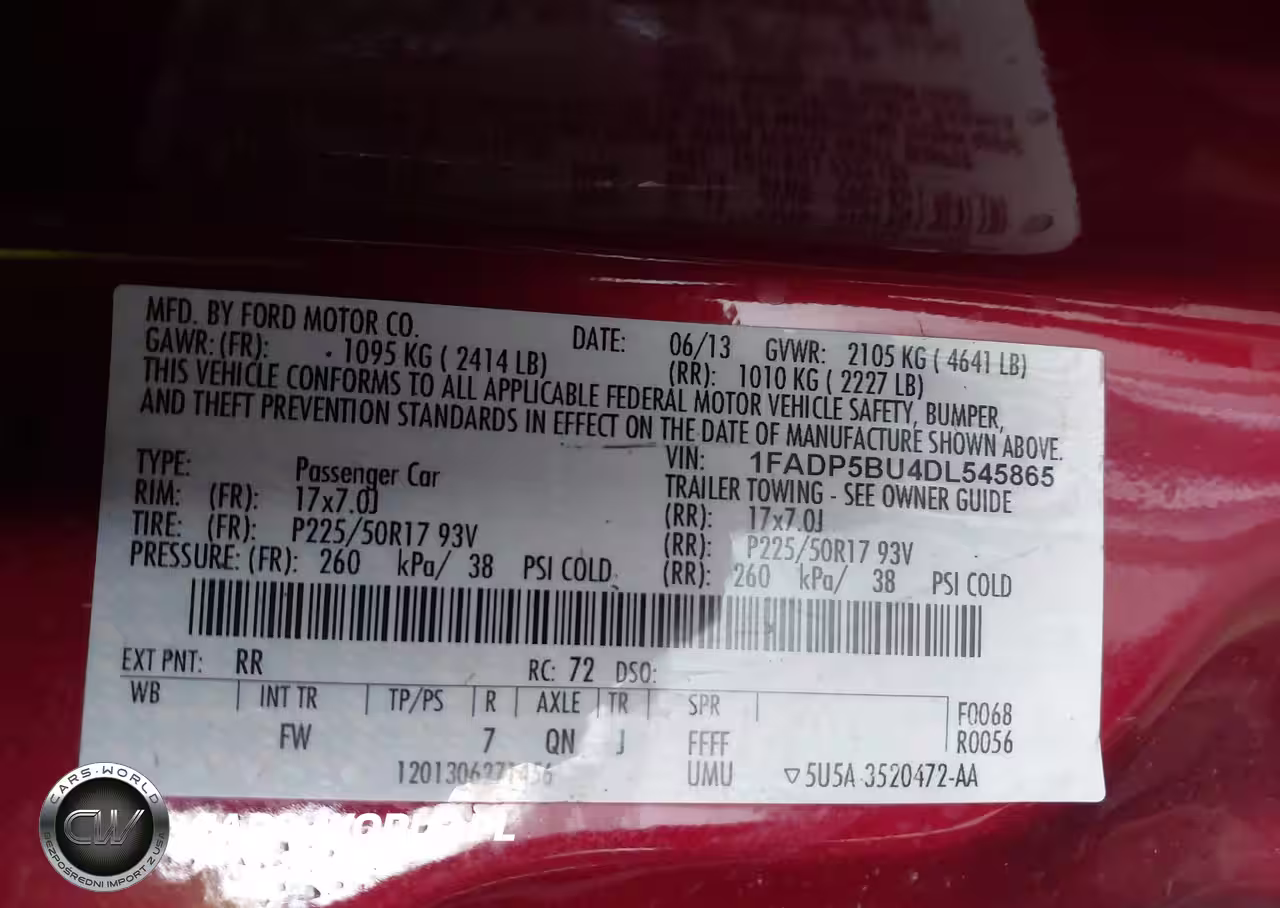 MFD. BY FORD MOTOR CO.
DATE: 06/13 GVWR: 2105 KG ( 4641 LB)
GAWR: (FR): 1095 KG ( 2414 LB) (RR): 1010 KG ( 2227 LB)
THIS VEHICLE CONFORMS TO ALL APPLICABLE FEDERAL MOTOR VEHICLE SAFETY, BUMPER,
AND THEFT PREVENTION STANDARDS IN EFFECT ON THE DATE OF MANUFACTURE SHOWN ABOVE.
VIN: 1FADP5BU4DL545865
TYPE: Passenger Car TRAILER TOWING - SEE OWNER GUIDE
RIM: (FR): 17x7.0J (RR): 17x7.0J
TIRE: (FR): P225/50R17 93V (RR): P225/50R17 93V
PRESSURE: (FR): 260 kPa/ 38 PSI COLD (RR): 260 kPa/ 38 PSI COLD
EXT PNT: RR RC: 72 DSO:
WB INT TR TP/PS R AXLE TR SPR F0068
FW 7 QN J FFFF R0056
UMU ▽5U5A-3520472-AA
CARS-WORLD
CW
BEZPOŚREDNI IMPORT Z USA